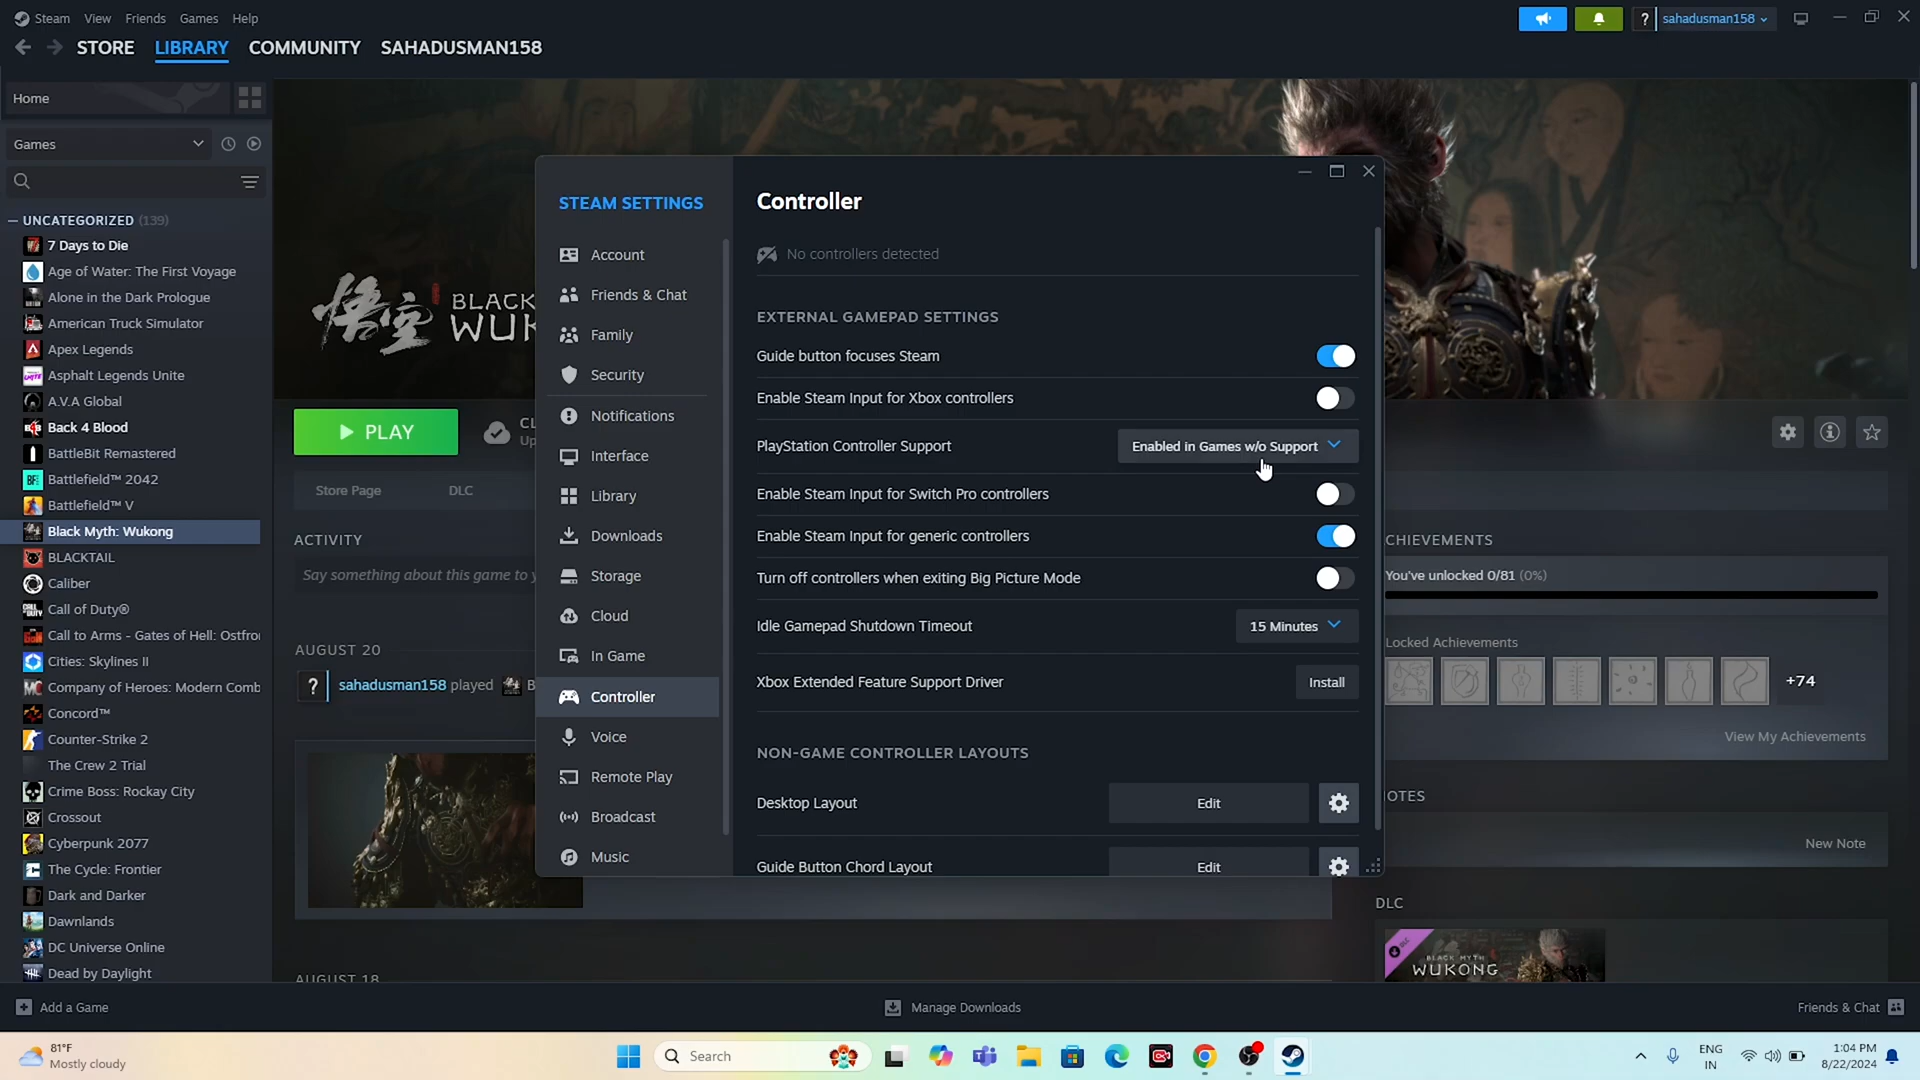 Steam View Friends Games Help
sahadusman158
STORE LIBRARY COMMUNITY SAHADUSMAN158
Home
Games
UNCATEGORIZED (139)
7 Days to Die
Age of Water: The First Voyage
Alone in the Dark Prologue
American Truck Simulator
Apex Legends
Asphalt Legends Unite
A.V.A Global
Back 4 Blood
BattleBit Remastered
Battlefield™ 2042
Battlefield™ V
Black Myth: Wukong
BLACKTAIL
Caliber
Call of Duty®
Call to Arms - Gates of Hell: Ostfro
Cities: Skylines II
Company of Heroes: Modern Comb
Concord™
Counter-Strike 2
The Crew 2 Trial
Crime Boss: Rockay City
Crossout
Cyberpunk 2077
The Cycle: Frontier
Dark and Darker
Dawnlands
DC Universe Online
Dead by Daylight
悟空
BLACK
WUK
PLAY
CL
Up
Store Page DLC
ACTIVITY
Say something about this game to y
AUGUST 20
sahadusman158 played B
AUGUST 18
STEAM SETTINGS
Account
Friends & Chat
Family
Security
Notifications
Interface
Library
Downloads
Storage
Cloud
In Game
Controller
Voice
Remote Play
Broadcast
Music
Controller
No controllers detected
EXTERNAL GAMEPAD SETTINGS
Guide button focuses Steam
Enable Steam Input for Xbox controllers
PlayStation Controller Support Enabled in Games w/o Support
Enable Steam Input for Switch Pro controllers
Enable Steam Input for generic controllers
Turn off controllers when exiting Big Picture Mode
Idle Gamepad Shutdown Timeout 15 Minutes
Xbox Extended Feature Support Driver Install
NON-GAME CONTROLLER LAYOUTS
Desktop Layout Edit
Guide Button Chord Layout Edit
CHIEVEMENTS
You've unlocked 0/81 (0%)
Locked Achievements
+74
View My Achievements
OTES
New Note
DLC
DLC
BLACK MYTH
WUKONG
Add a Game
Manage Downloads
Friends & Chat
81°F
Mostly cloudy
Search
ENG
IN
1:04 PM
8/22/2024